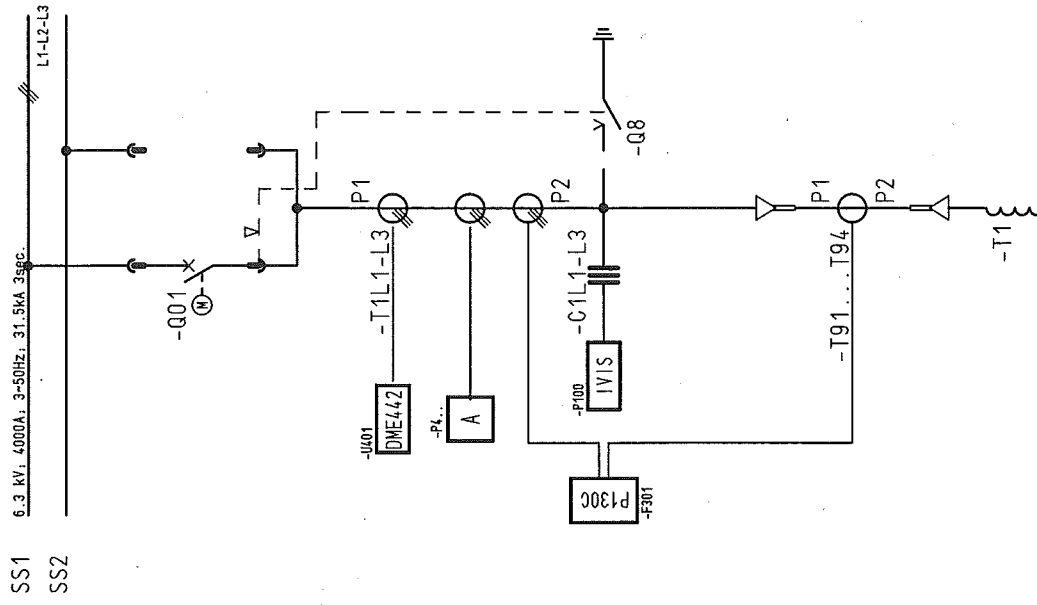 SS1
SS2
6.3 kV; 4000A; 3~50Hz; 31.5kA 3sec.
L1-L2-L3
-Q01
M
P1
-T1L1-L3
-U401
DME442
-P4..
A
P2
-Q8
-C1L1-L3
-P100
IVIS
P130C
-F301
P1
P2
-T91...T94
-T1